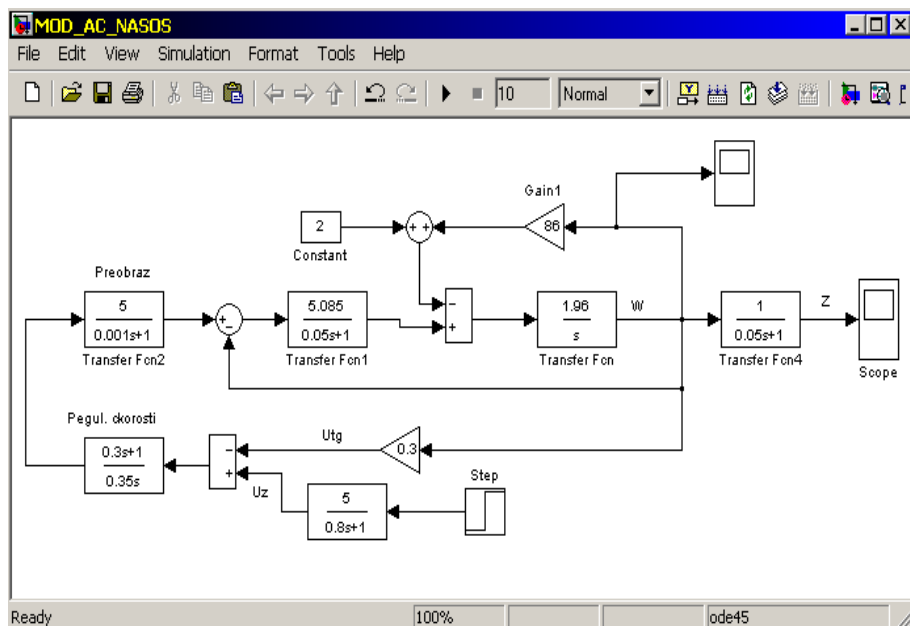 MOD_AC_NASOS
File Edit View Simulation Format Tools Help
10 Normal
Gain1
86
2
+ +
Constant
Preobraz
5
0.001s+1
Transfer Fcn2
+
-
5.085
0.05s+1
Transfer Fcn1
-
+
1.96
s
Transfer Fcn
W
1
0.05s+1
Transfer Fcn4
Z
Scope
Pegul. ckorosti
0.3s+1
0.35s
-
+
Utg
0.3
Uz
5
0.8s+1
Step
Ready 100% ode45